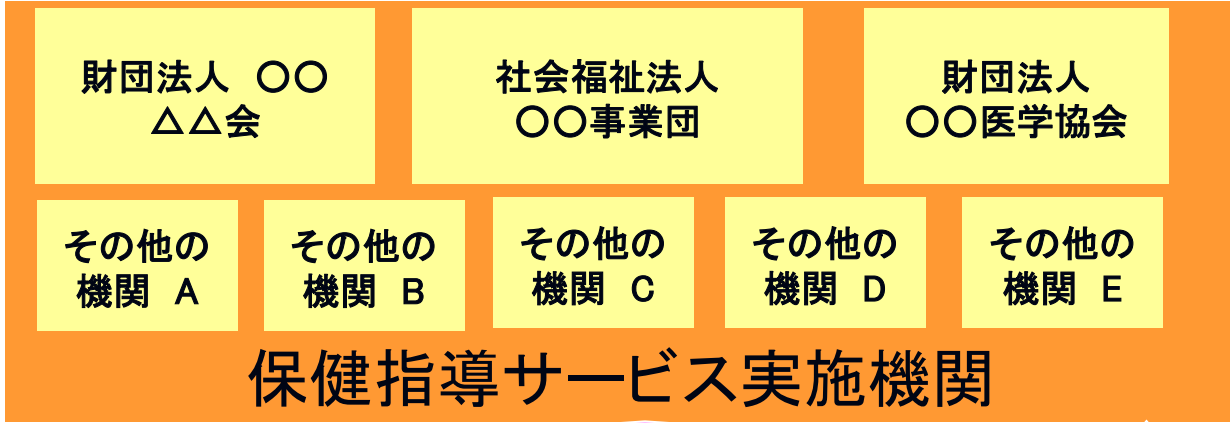 財団法人　〇〇
△△会
社会福祉法人
〇〇事業団
財団法人
〇〇医学協会
その他の
機関　A
その他の
機関　B
その他の
機関　C
その他の
機関　D
その他の
機関　E
保健指導サービス実施機関